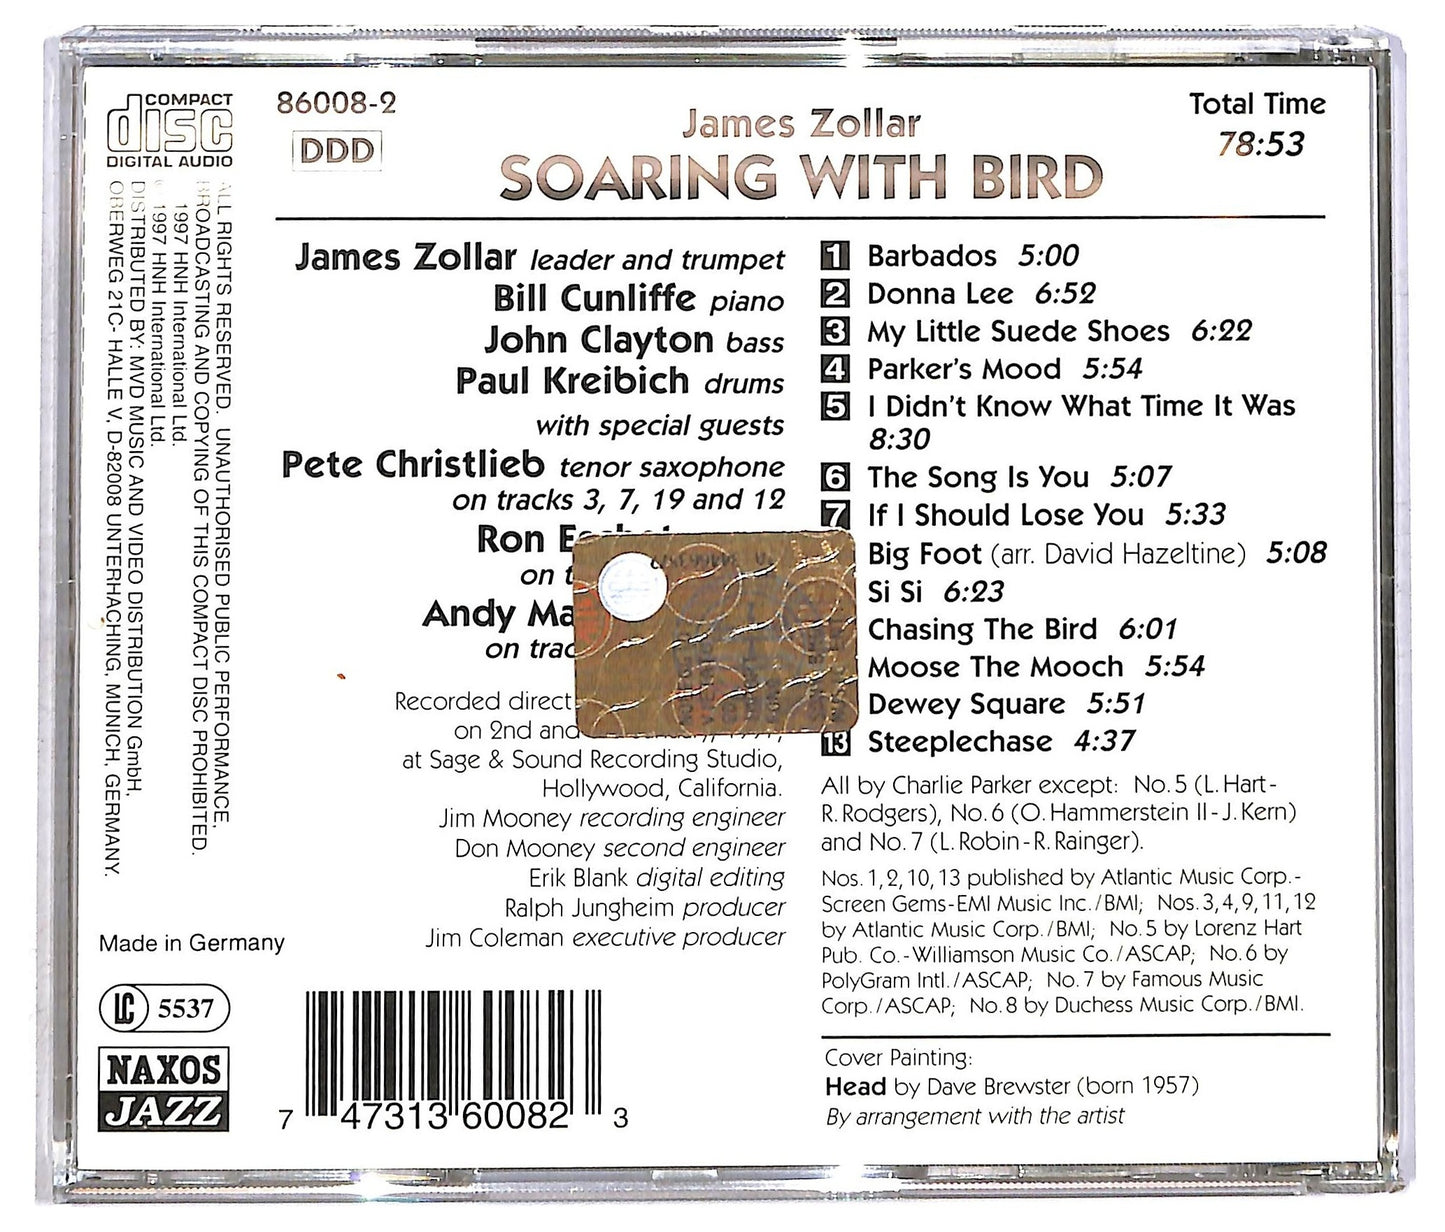 COMPACT
disc
DIGITAL AUDIO
86008-2
DDD
James Zollar
SOARING WITH BIRD
Total Time
78:53
ALL RIGHTS RESERVED. UNAUTHORISED PUBLIC PERFORMANCE,
BROADCASTING AND COPYING OF THIS COMPACT DISC PROHIBITED.
1997 HNH International Ltd.
1997 HNH International Ltd.
DISTRIBUTED BY: MVD MUSIC AND VIDEO DISTRIBUTION GmbH,
OBERWEG 21C- HALLE V, D-82008 UNTERHACHING, MUNICH, GERMANY.
James Zollar leader and trumpet
Bill Cunliffe piano
John Clayton bass
Paul Kreibich drums
with special guests
Pete Christlieb tenor saxophone
on tracks 3, 7, 19 and 12
Ron
on
Andy
on
Recorded direct
on 2nd and
at Sage & Sound Recording Studio,
Hollywood, California.
Jim Mooney recording engineer
Don Mooney second engineer
Erik Blank digital editing
Ralph Jungheim producer
Jim Coleman executive producer
1 Barbados 5:00
2 Donna Lee 6:52
3 My Little Suede Shoes 6:22
4 Parker's Mood 5:54
5 I Didn't Know What Time It Was
8:30
6 The Song Is You 5:07
7 If I Should Lose You 5:33
Big Foot (arr. David Hazeltine) 5:08
Si Si 6:23
Chasing The Bird 6:01
Moose The Mooch 5:54
Dewey Square 5:51
13 Steeplechase 4:37
All by Charlie Parker except: No. 5 (L. Hart-
R. Rodgers), No. 6 (O. Hammerstein II - J. Kern)
and No. 7 (L. Robin - R. Rainger).
Nos. 1, 2, 10, 13 published by Atlantic Music Corp. -
Screen Gems-EMI Music Inc. /BMI; Nos. 3, 4, 9, 11, 12
by Atlantic Music Corp. /BMI; No. 5 by Lorenz Hart
Pub. Co. - Williamson Music Co. /ASCAP; No. 6 by
PolyGram Intl. /ASCAP; No. 7 by Famous Music
Corp. /ASCAP; No. 8 by Duchess Music Corp. /BMI.
Cover Painting:
Head by Dave Brewster (born 1957)
By arrangement with the artist
Made in Germany
LC 5537
NAXOS
JAZZ
7 47313 60082 3